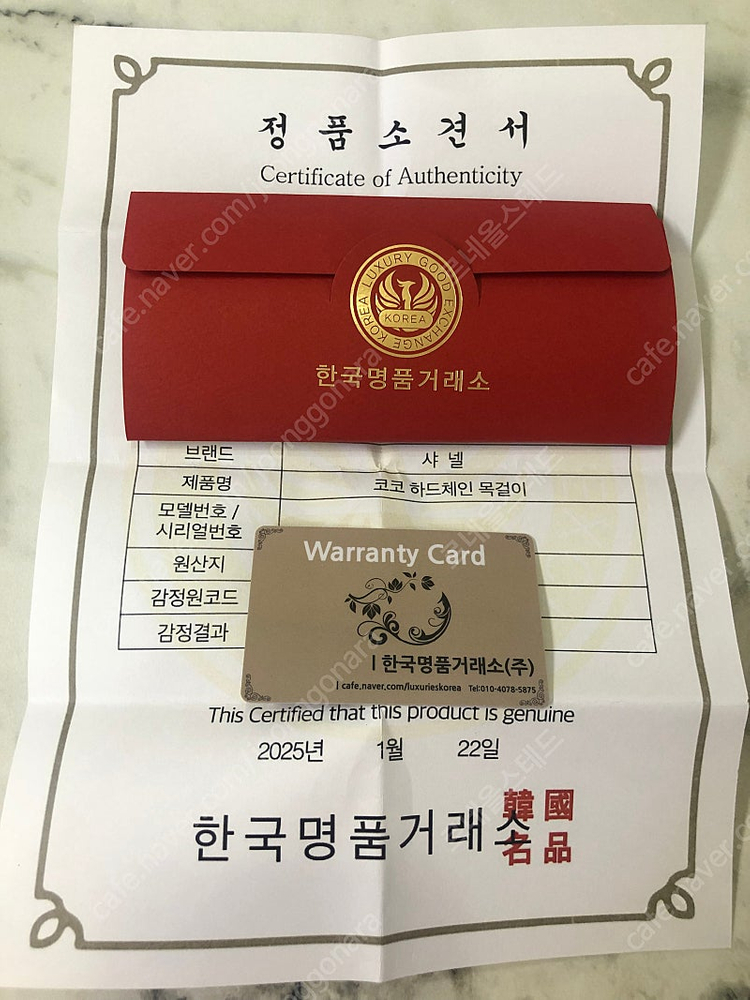 정품소견서
Certificate of Authenticity
KOREA LUXURY GOOD EXCHANGE
KOREA
한국명품거래소
브랜드 샤넬
제품명 코코 하드체인 목걸이
모델번호 /
시리얼번호
원산지
감정원코드
감정결과
Warranty Card
한국명품거래소(주)
cafe.naver.com/luxurieskorea Tel:010-4078-5875
This Certified that this product is genuine
2025년 1월 22일
한국명품거래소
韓國
名品